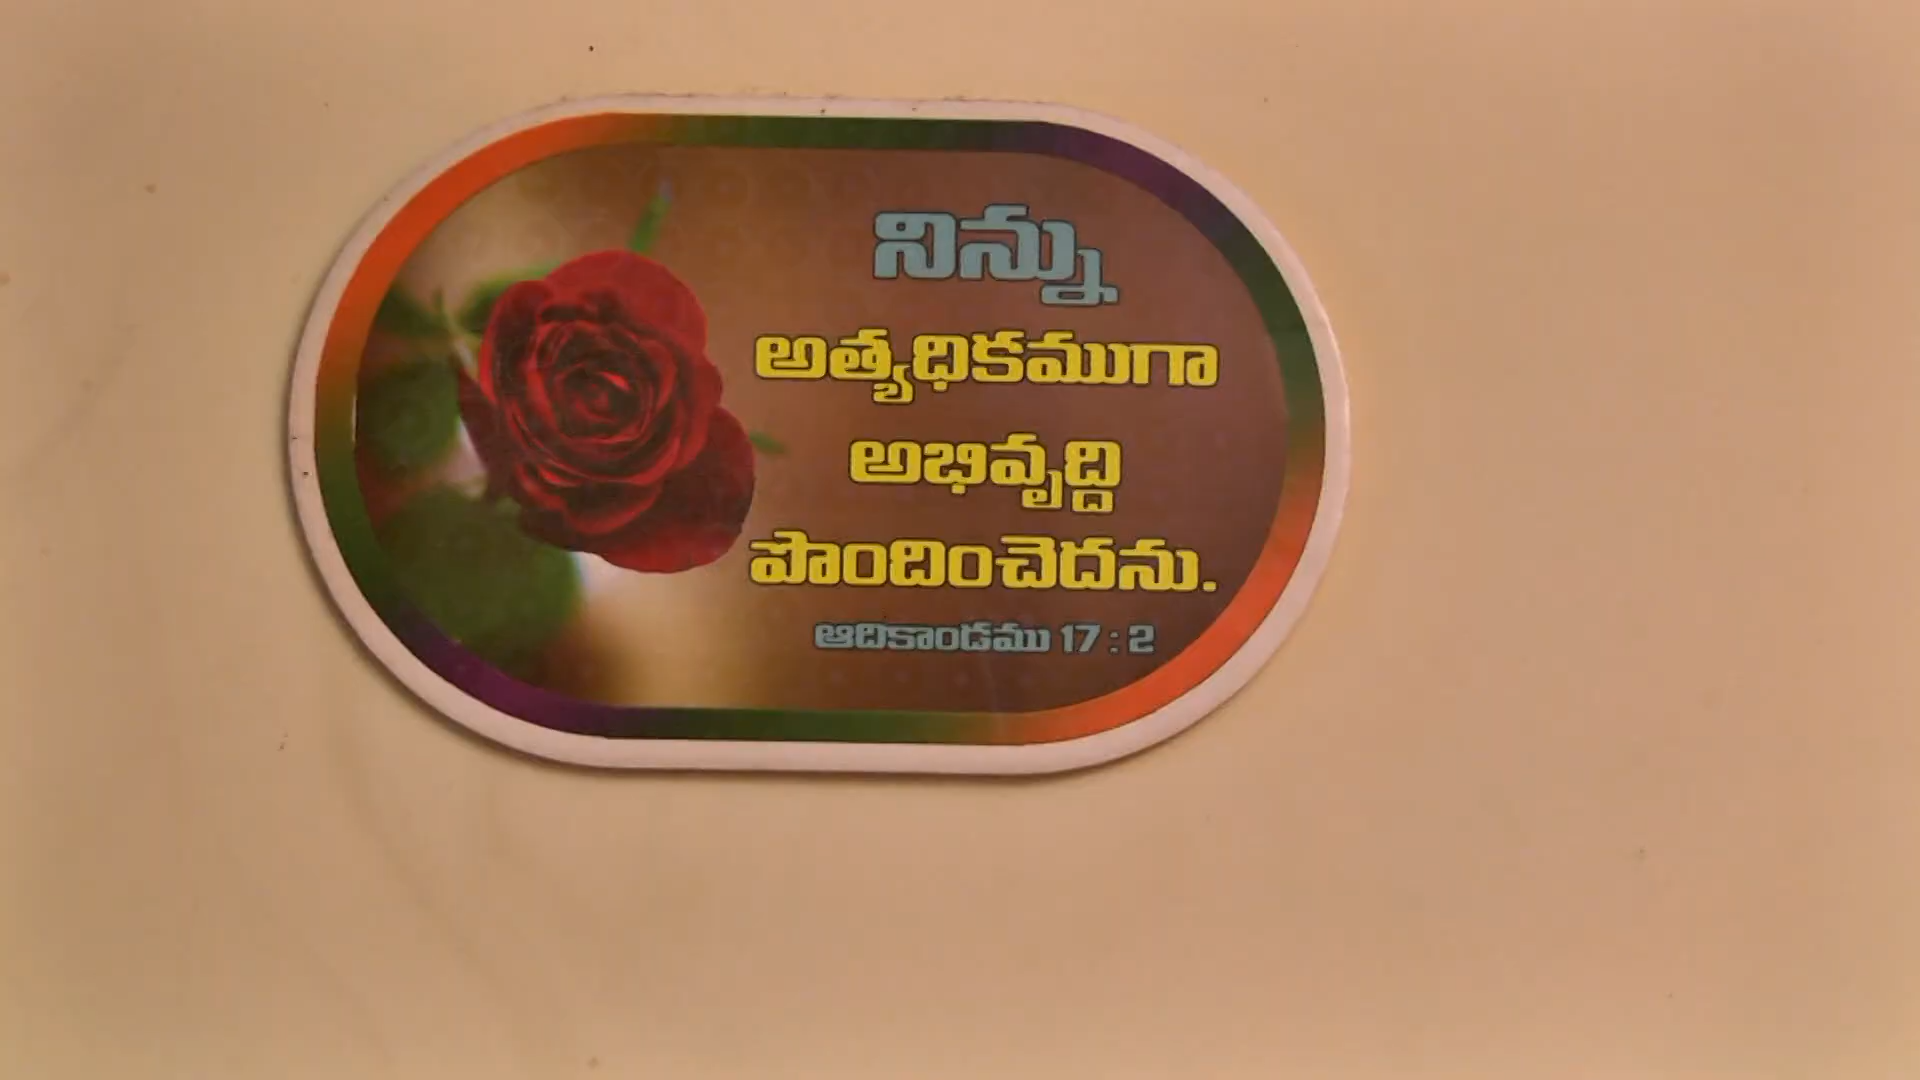 నిన్ను
అత్యధికముగా
అభివృద్ది
పొందించెదను.
ఆదికాండము 17 : 2